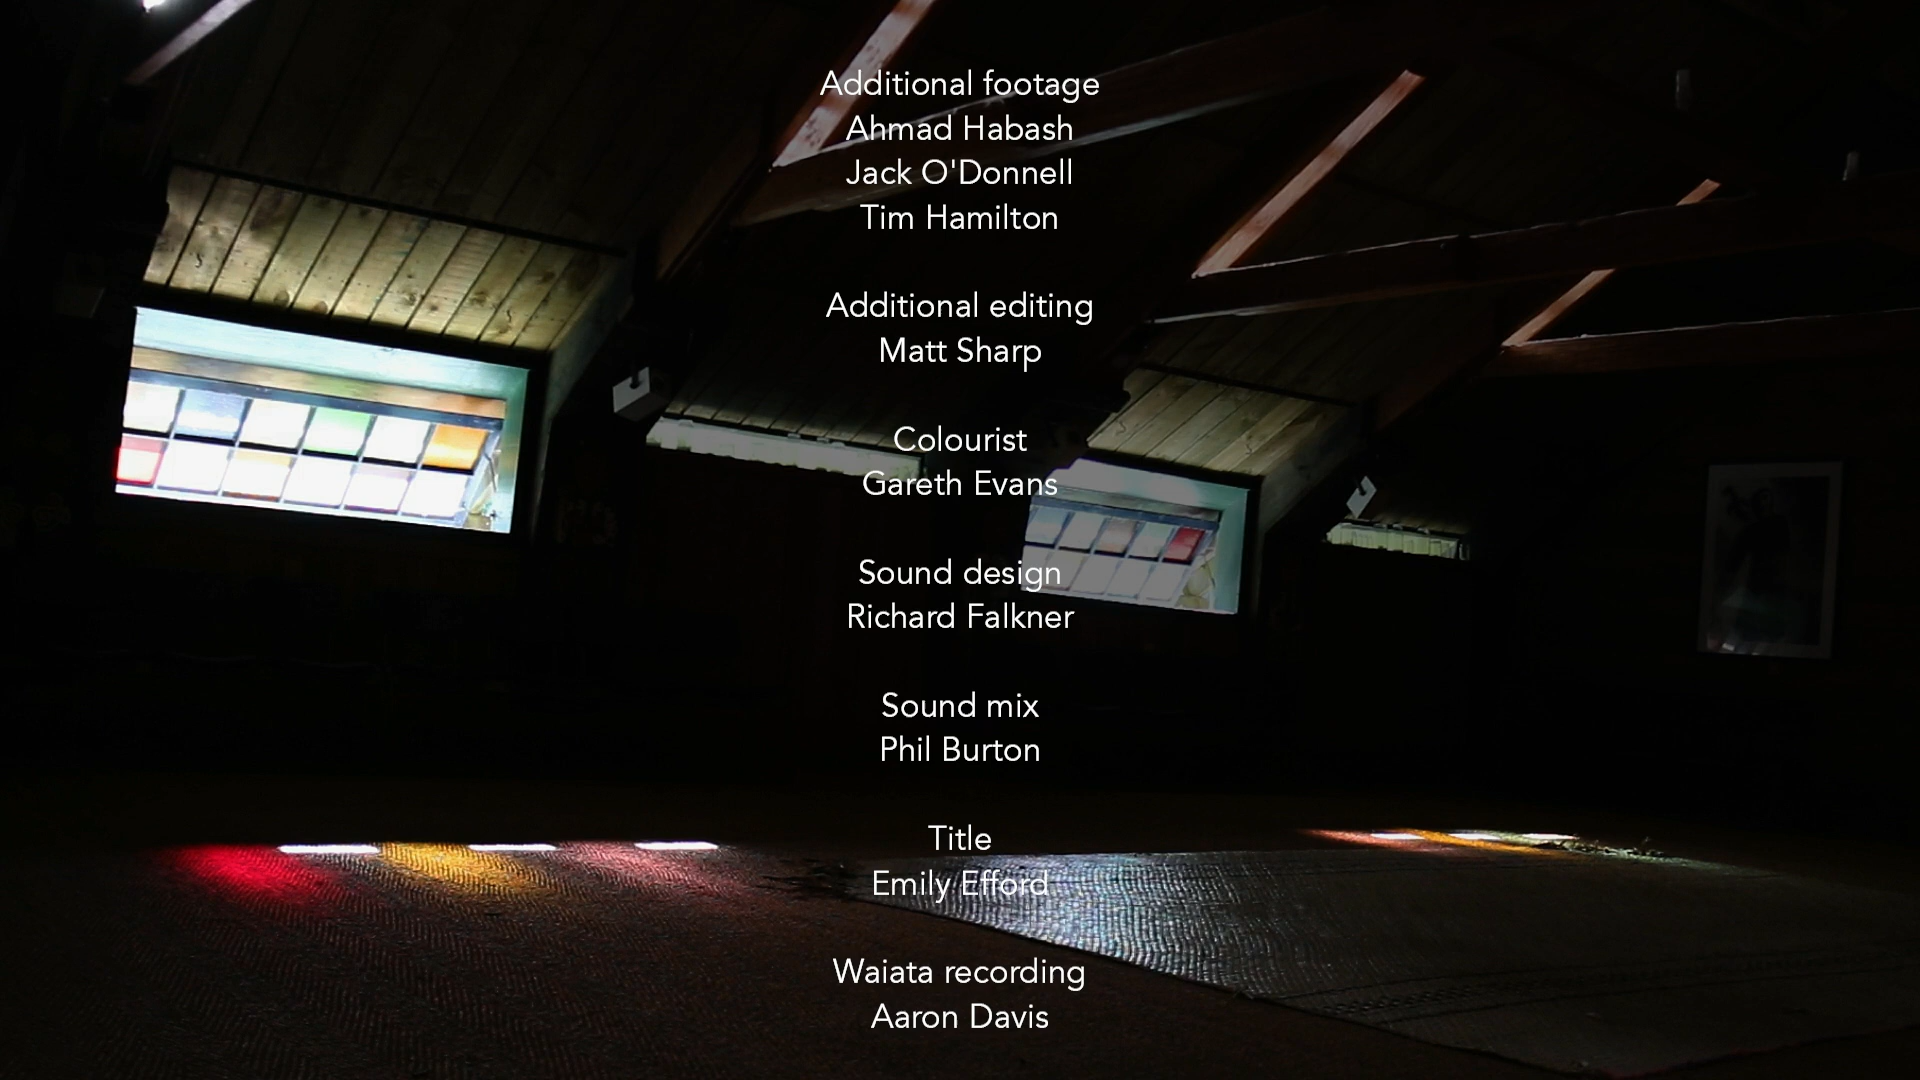 Additional footage
Ahmad Habash
Jack O'Donnell
Tim Hamilton
Additional editing
Matt Sharp
Colourist
Gareth Evans
Sound design
Richard Falkner
Sound mix
Phil Burton
Title
Emily Efford
Waiata recording
Aaron Davis